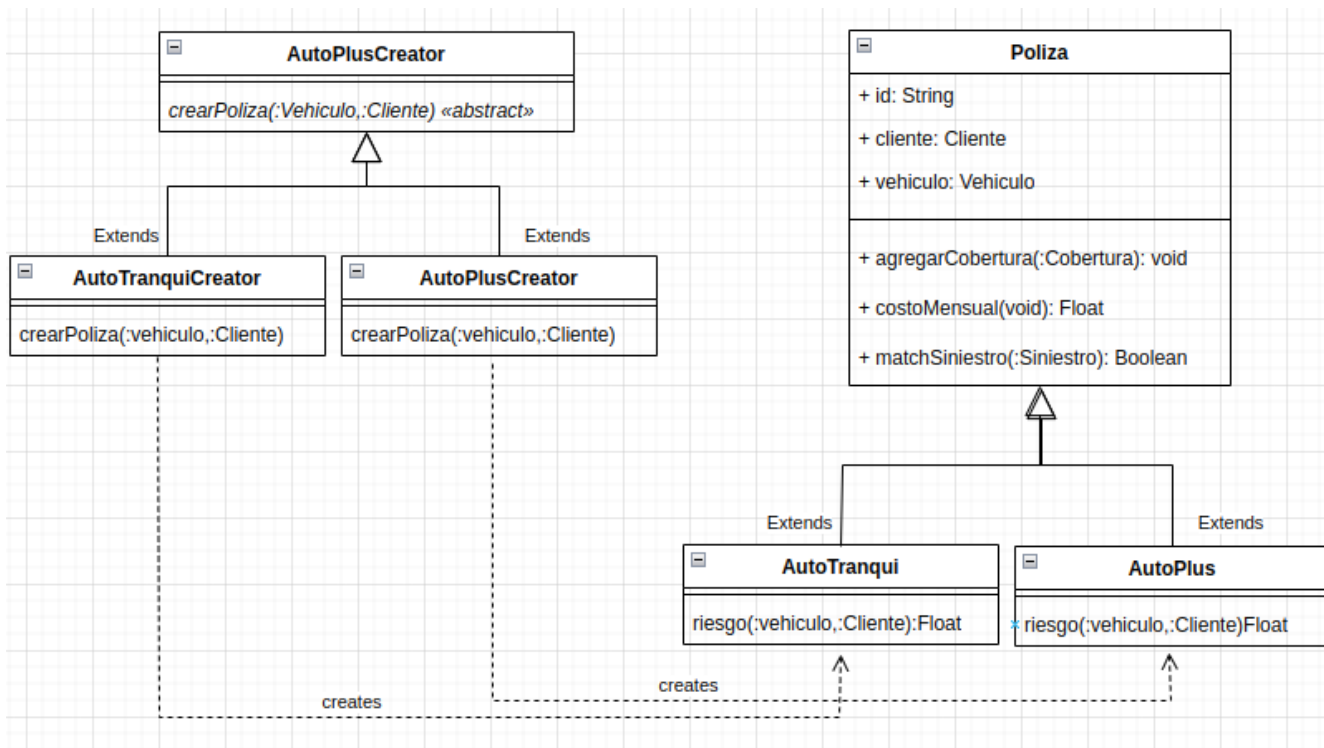 AutoPlusCreator
crearPoliza(:Vehiculo,:Cliente) «abstract»
Extends
Extends
AutoTranquiCreator
crearPoliza(:vehiculo,:Cliente)
AutoPlusCreator
crearPoliza(:vehiculo,:Cliente)
Poliza
+ id: String
+ cliente: Cliente
+ vehiculo: Vehiculo
+ agregarCobertura(:Cobertura): void
+ costoMensual(void): Float
+ matchSiniestro(:Siniestro): Boolean
Extends
Extends
AutoTranqui
riesgo(:vehiculo,:Cliente):Float
AutoPlus
riesgo(:vehiculo,:Cliente)Float
creates
creates